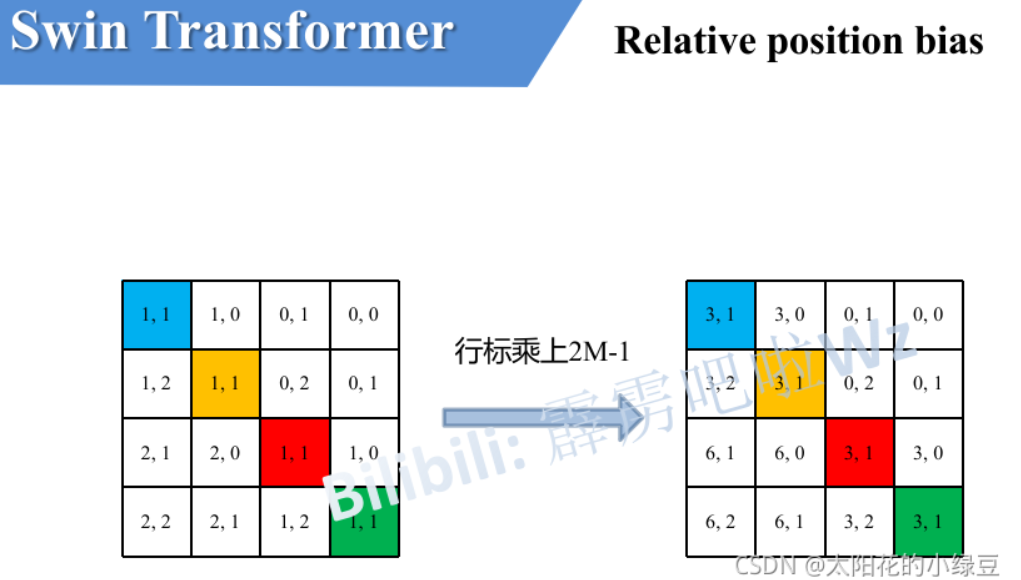 Swin Transformer
Relative position bias
1, 1 1, 0 0, 1 0, 0
1, 2 1, 1 0, 2 0, 1
2, 1 2, 0 1, 1 1, 0
2, 2 2, 1 1, 2 1, 1
行标乘上2M-1
3, 1 3, 0 0, 1 0, 0
3, 2 3, 1 0, 2 0, 1
6, 1 6, 0 3, 1 3, 0
6, 2 6, 1 3, 2 3, 1
Bilibili: 霹雳吧啦Wz
CSDN @太阳花的小绿豆